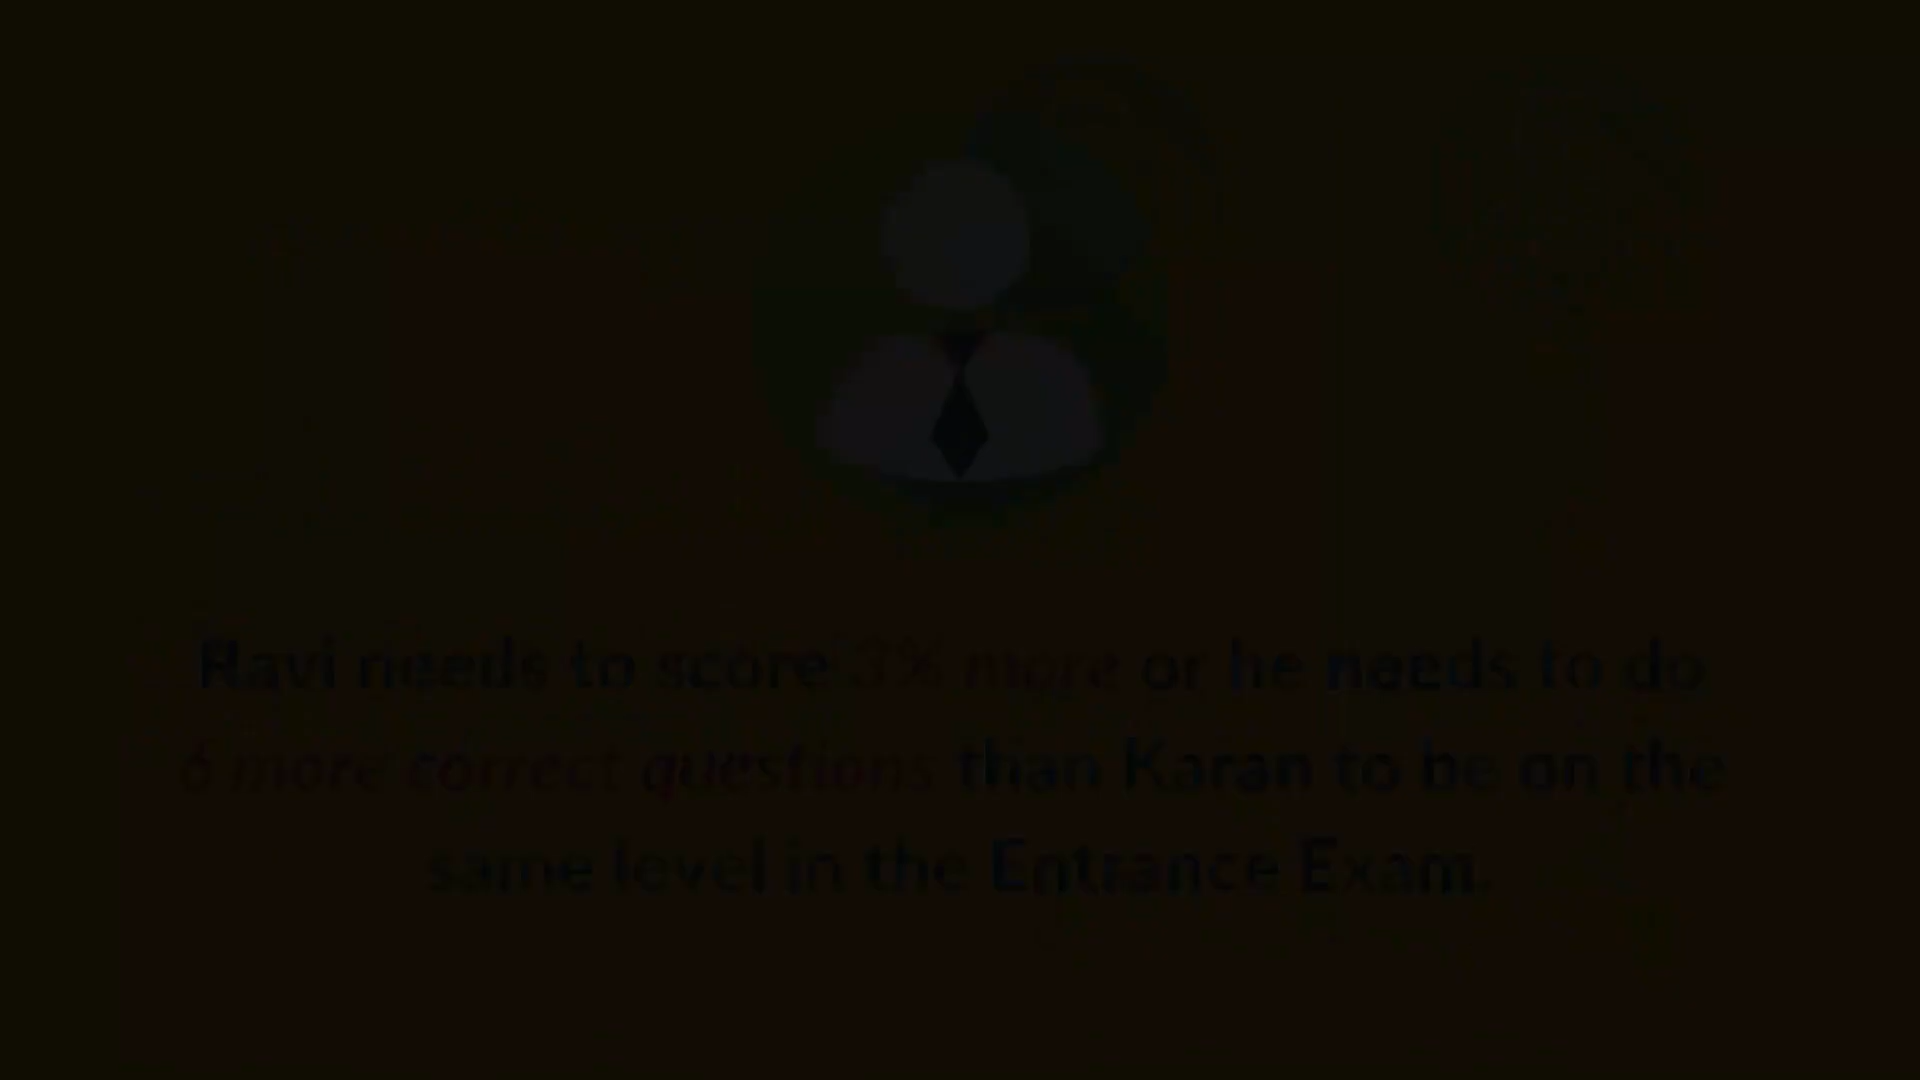 Ravi needs to score 3% more or he needs to do
6 more correct questions than Karan to be on the
same level in the Entrance Exam.